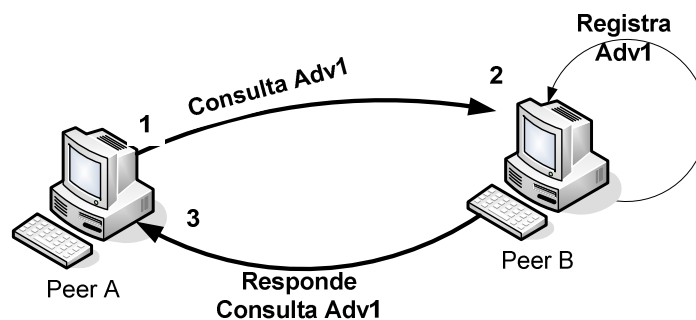 Registra
Adv1
2
Consulta Adv1
1
3
Peer B
Peer A
Responde
Consulta Adv1